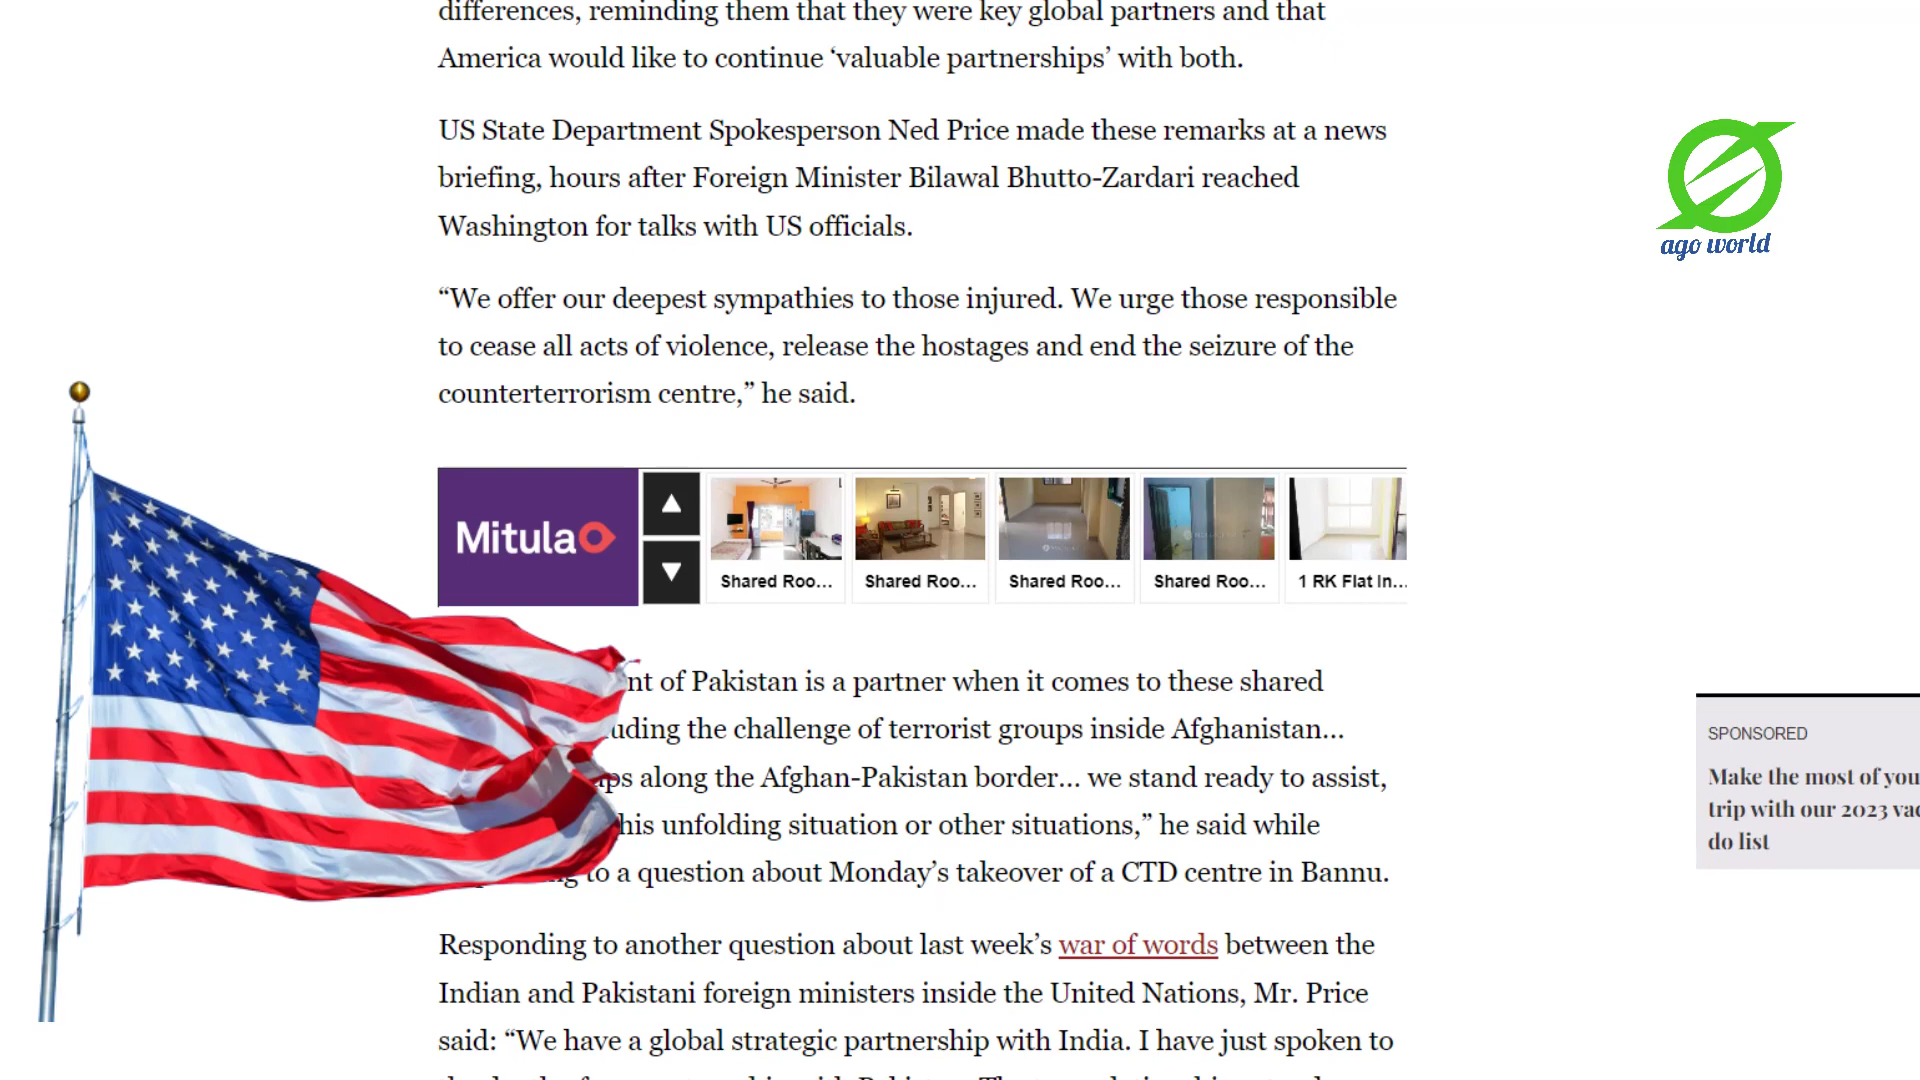 differences, reminding them that they were key global partners and that
America would like to continue ‘valuable partnerships’ with both.
US State Department Spokesperson Ned Price made these remarks at a news
briefing, hours after Foreign Minister Bilawal Bhutto-Zardari reached
Washington for talks with US officials.
“We offer our deepest sympathies to those injured. We urge those responsible
to cease all acts of violence, release the hostages and end the seizure of the
counterterrorism centre,” he said.
ago world
Mitula
Shared Roo...
Shared Roo...
Shared Roo...
Shared Roo...
1 RK Flat In...
nt of Pakistan is a partner when it comes to these shared
uding the challenge of terrorist groups inside Afghanistan…
ps along the Afghan-Pakistan border… we stand ready to assist,
his unfolding situation or other situations,” he said while
to a question about Monday’s takeover of a CTD centre in Bannu.
SPONSORED
Make the most of you
trip with our 2023 vac
do list
Responding to another question about last week’s war of words between the
Indian and Pakistani foreign ministers inside the United Nations, Mr. Price
said: “We have a global strategic partnership with India. I have just spoken to